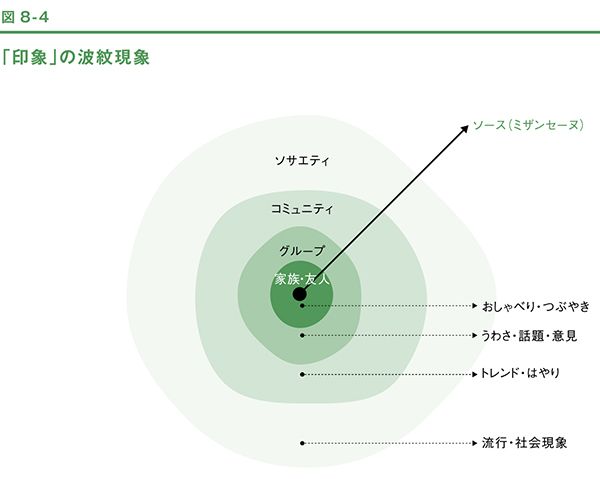 図 8-4
「印象」の波紋現象
ソース(ミザンセーヌ)
ソサエティ
コミュニティ
グループ
家族・友人
おしゃべり・つぶやき
うわさ・話題・意見
トレンド・はやり
流行・社会現象